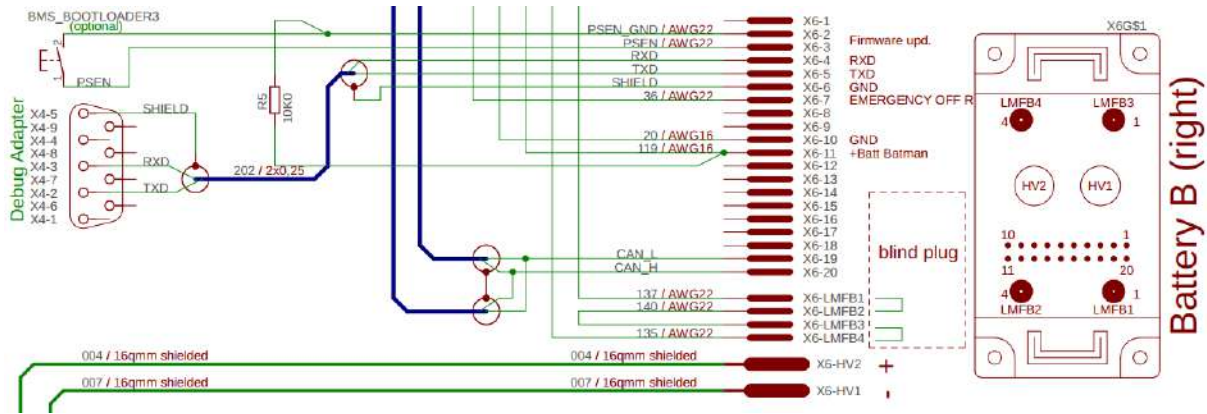 BMS_BOOTLOADER3
(optional)
2
1
PSEN
Debug Adapter
X4-5
X4-9
X4-4
X4-8
X4-3
X4-7
X4-2
X4-6
X4-1
SHIELD
RXD
TXD
202 / 2x0,25
R5
10K0
PSEN_GND / AWG22
PSEN / AWG22
RXD
TXD
SHIELD
36 / AWG22
20 / AWG16
119 / AWG16
CAN_L
CAN_H
137 / AWG22
140 / AWG22
135 / AWG22
004 / 16qmm shielded
004 / 16qmm shielded
007 / 16qmm shielded
007 / 16qmm shielded
X6-1
X6-2
X6-3
Firmware upd.
X6-4
RXD
X6-5
TXD
X6-6
GND
X6-7
EMERGENCY OFF R
X6-8
X6-9
X6-10
GND
X6-11
+Batt Batman
X6-12
X6-13
X6-14
X6-15
X6-16
X6-17
X6-18
X6-19
X6-20
X6-LMFB1
X6-LMFB2
X6-LMFB3
X6-LMFB4
X6-HV2
+
X6-HV1
-
blind plug
X6G$1
LMFB4
LMFB3
4
1
HV2
HV1
10
1
11
20
4
1
LMFB2
LMFB1
Battery B (right)